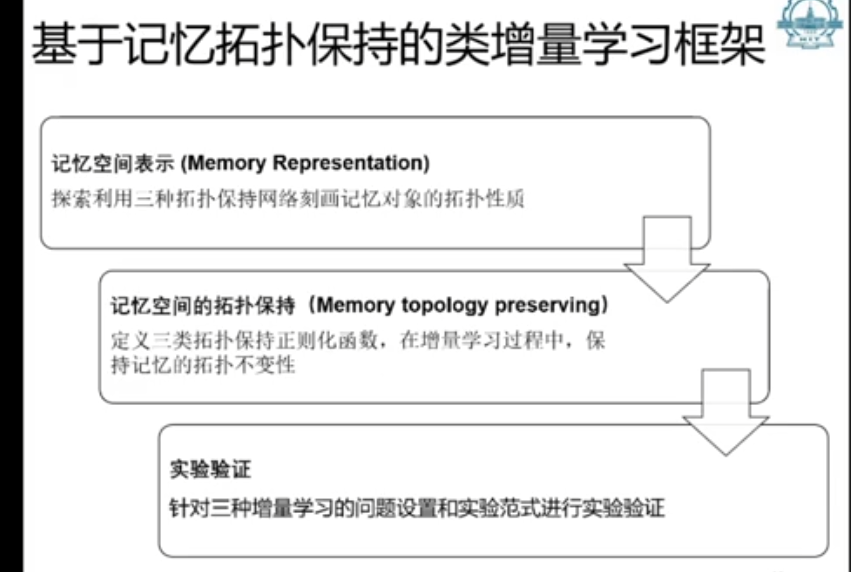 基于记忆拓扑保持的类增量学习框架
记忆空间表示 (Memory Representation)
探索利用三种拓扑保持网络刻画记忆对象的拓扑性质
记忆空间的拓扑保持（Memory topology preserving）
定义三类拓扑保持正则化函数，在增量学习过程中，保
持记忆的拓扑不变性
实验验证
针对三种增量学习的问题设置和实验范式进行实验验证